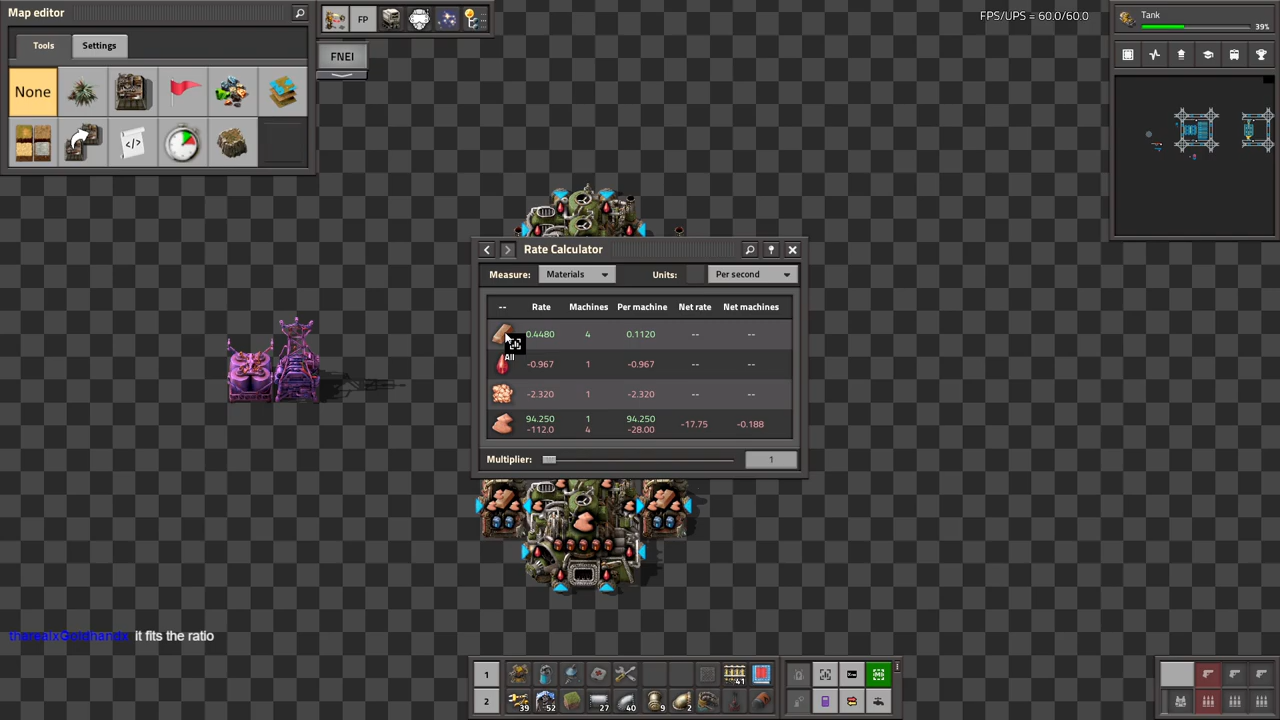 Map editor
Tools Settings
None
FP
FNEI
FPS/UPS = 60.0/60.0
Tank
39%
Rate Calculator
Measure: Materials Units: Per second
-- Rate Machines Per machine Net rate Net machines
0.4480 4 0.1120 -- --
All
-0.967 1 -0.967 -- --
-2.320 1 -2.320 -- --
94.250 1 94.250
-112.0 4 -28.00 -17.75 -0.188
Multiplier: 1
therealxGoldhandx it fits the ratio
1 41
2 39 52 27 40 9 2